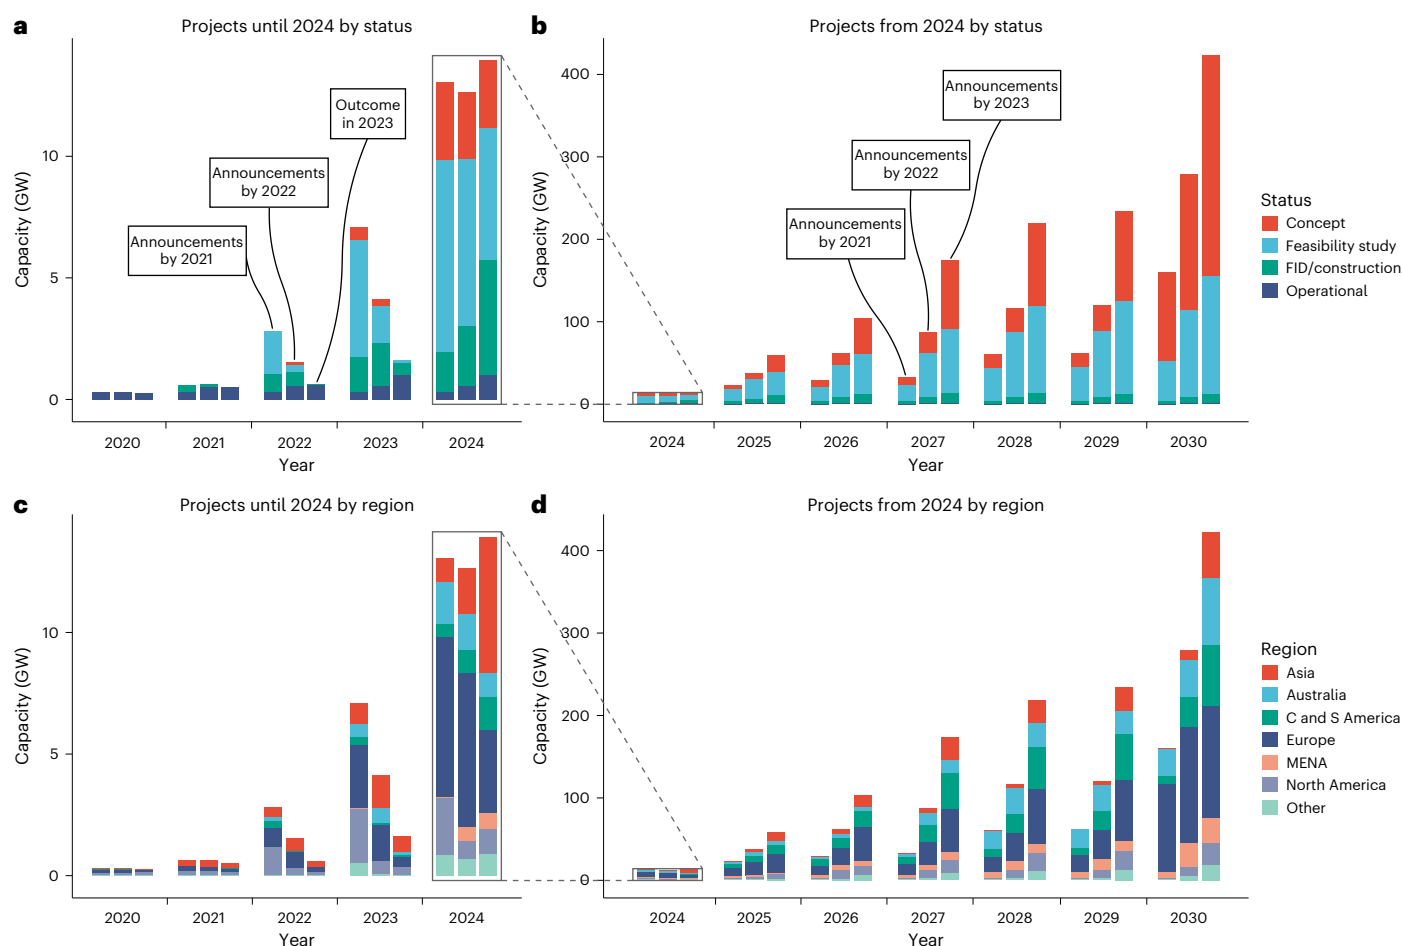 a
Projects until 2024 by status
Capacity (GW)
10
5
0
Announcements
by 2021
Announcements
by 2022
Outcome
in 2023
2020
2021
2022
2023
2024
Year
b
Projects from 2024 by status
Capacity (GW)
400
300
200
100
0
Announcements
by 2021
Announcements
by 2022
Announcements
by 2023
2024
2025
2026
2027
2028
2029
2030
Year
Status
Concept
Feasibility study
FID/construction
Operational
c
Projects until 2024 by region
Capacity (GW)
10
5
0
2020
2021
2022
2023
2024
Year
d
Projects from 2024 by region
Capacity (GW)
400
300
200
100
0
2024
2025
2026
2027
2028
2029
2030
Year
Region
Asia
Australia
C and S America
Europe
MENA
North America
Other